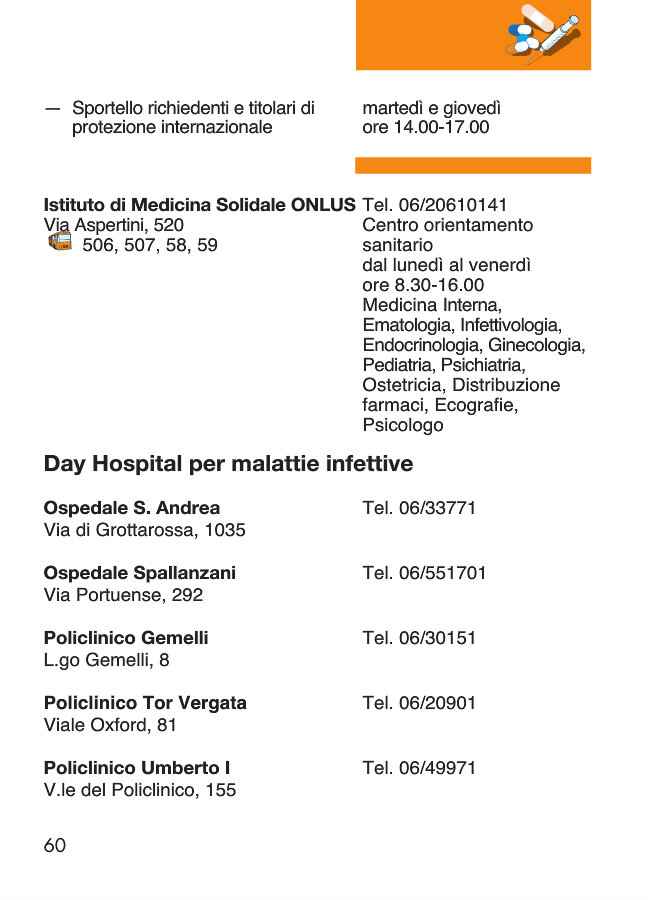 — Sportello richiedenti e titolari di
protezione internazionale
martedì e giovedì
ore 14.00-17.00
Istituto di Medicina Solidale ONLUS
Via Aspertini, 520
506, 507, 58, 59
Tel. 06/20610141
Centro orientamento
sanitario
dal lunedì al venerdì
ore 8.30-16.00
Medicina Interna,
Ematologia, Infettivologia,
Endocrinologia, Ginecologia,
Pediatria, Psichiatria,
Ostetricia, Distribuzione
farmaci, Ecografie,
Psicologo
Day Hospital per malattie infettive
Ospedale S. Andrea Tel. 06/33771
Via di Grottarossa, 1035
Ospedale Spallanzani Tel. 06/551701
Via Portuense, 292
Policlinico Gemelli Tel. 06/30151
L.go Gemelli, 8
Policlinico Tor Vergata Tel. 06/20901
Viale Oxford, 81
Policlinico Umberto I Tel. 06/49971
V.le del Policlinico, 155
60